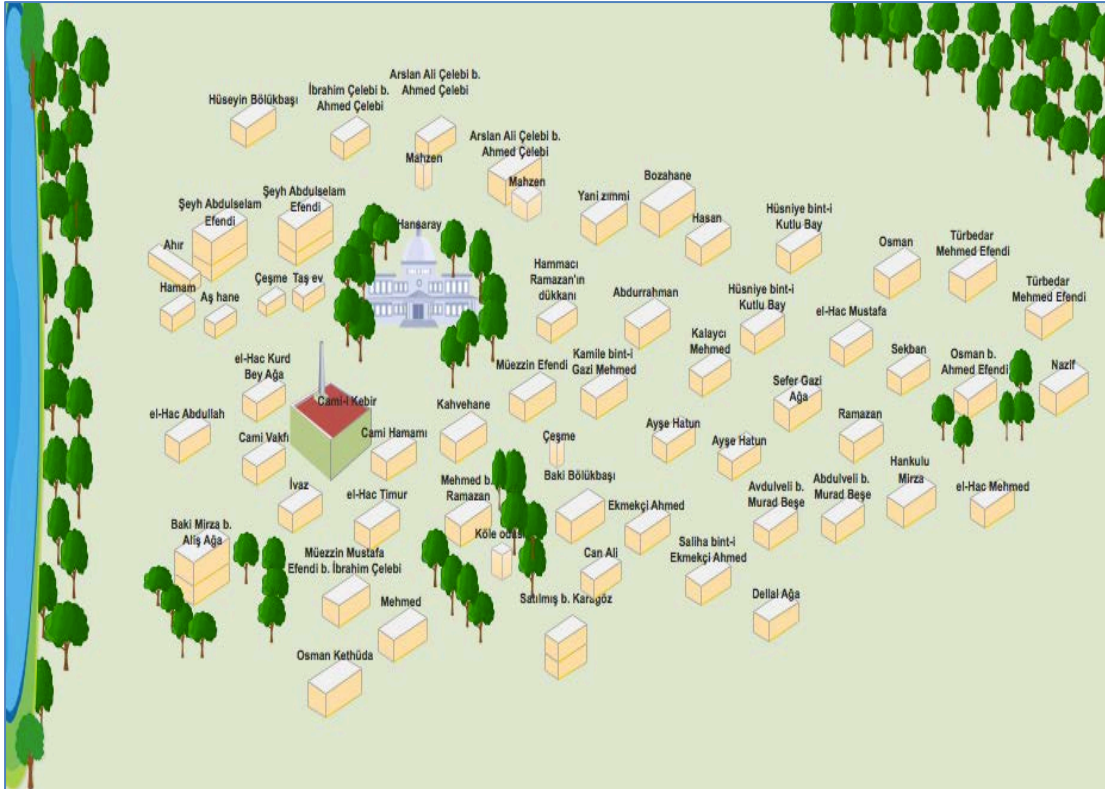 Arslan Ali Çelebi b.
Ahmed Çelebi
İbrahim Çelebi b.
Ahmed Çelebi
Hüseyin Bölükbaşı
Arslan Ali Çelebi b.
Ahmed Çelebi
Mahzen
Mahzen
Bozahane
Yani zımmi
Hasan
Hüsniye bint-i
Kutlu Bay
Şeyh Abdulselam
Efendi
Şeyh Abdulselam
Efendi
Hansaray
Osman
Türbedar
Mehmed Efendi
Ahır
Hamam
Aş hane
Çeşme
Taş ev
Hammacı
Ramazan'ın
dükkanı
Abdurrahman
Hüsniye bint-i
Kutlu Bay
el-Hac Mustafa
Türbedar
Mehmed Efendi
el-Hac Kurd
Bey Ağa
Müezzin Efendi
Kamile bint-i
Gazi Mehmed
Kalaycı
Mehmed
Sekban
Osman b.
Ahmed Efendi
Nazif
Sefer Gazi
Ağa
Cami-i Kebir
el-Hac Abdullah
Cami Vakfı
Cami Hamamı
Kahvehane
Çeşme
Ayşe Hatun
Ayşe Hatun
Ramazan
İvaz
el-Hac Timur
Mehmed b.
Ramazan
Baki Bölükbaşı
Ekmekçi Ahmed
Avdulveli b.
Murad Beşe
Abdulveli b.
Murad Beşe
Hankulu
Mirza
el-Hac Mehmed
Baki Mirza b.
Aliş Ağa
Köle odası
Can Ali
Saliha bint-i
Ekmekçi Ahmed
Müezzin Mustafa
Efendi b. İbrahim Çelebi
Mehmed
Satılmış b. Karagöz
Dellal Ağa
Osman Kethüda